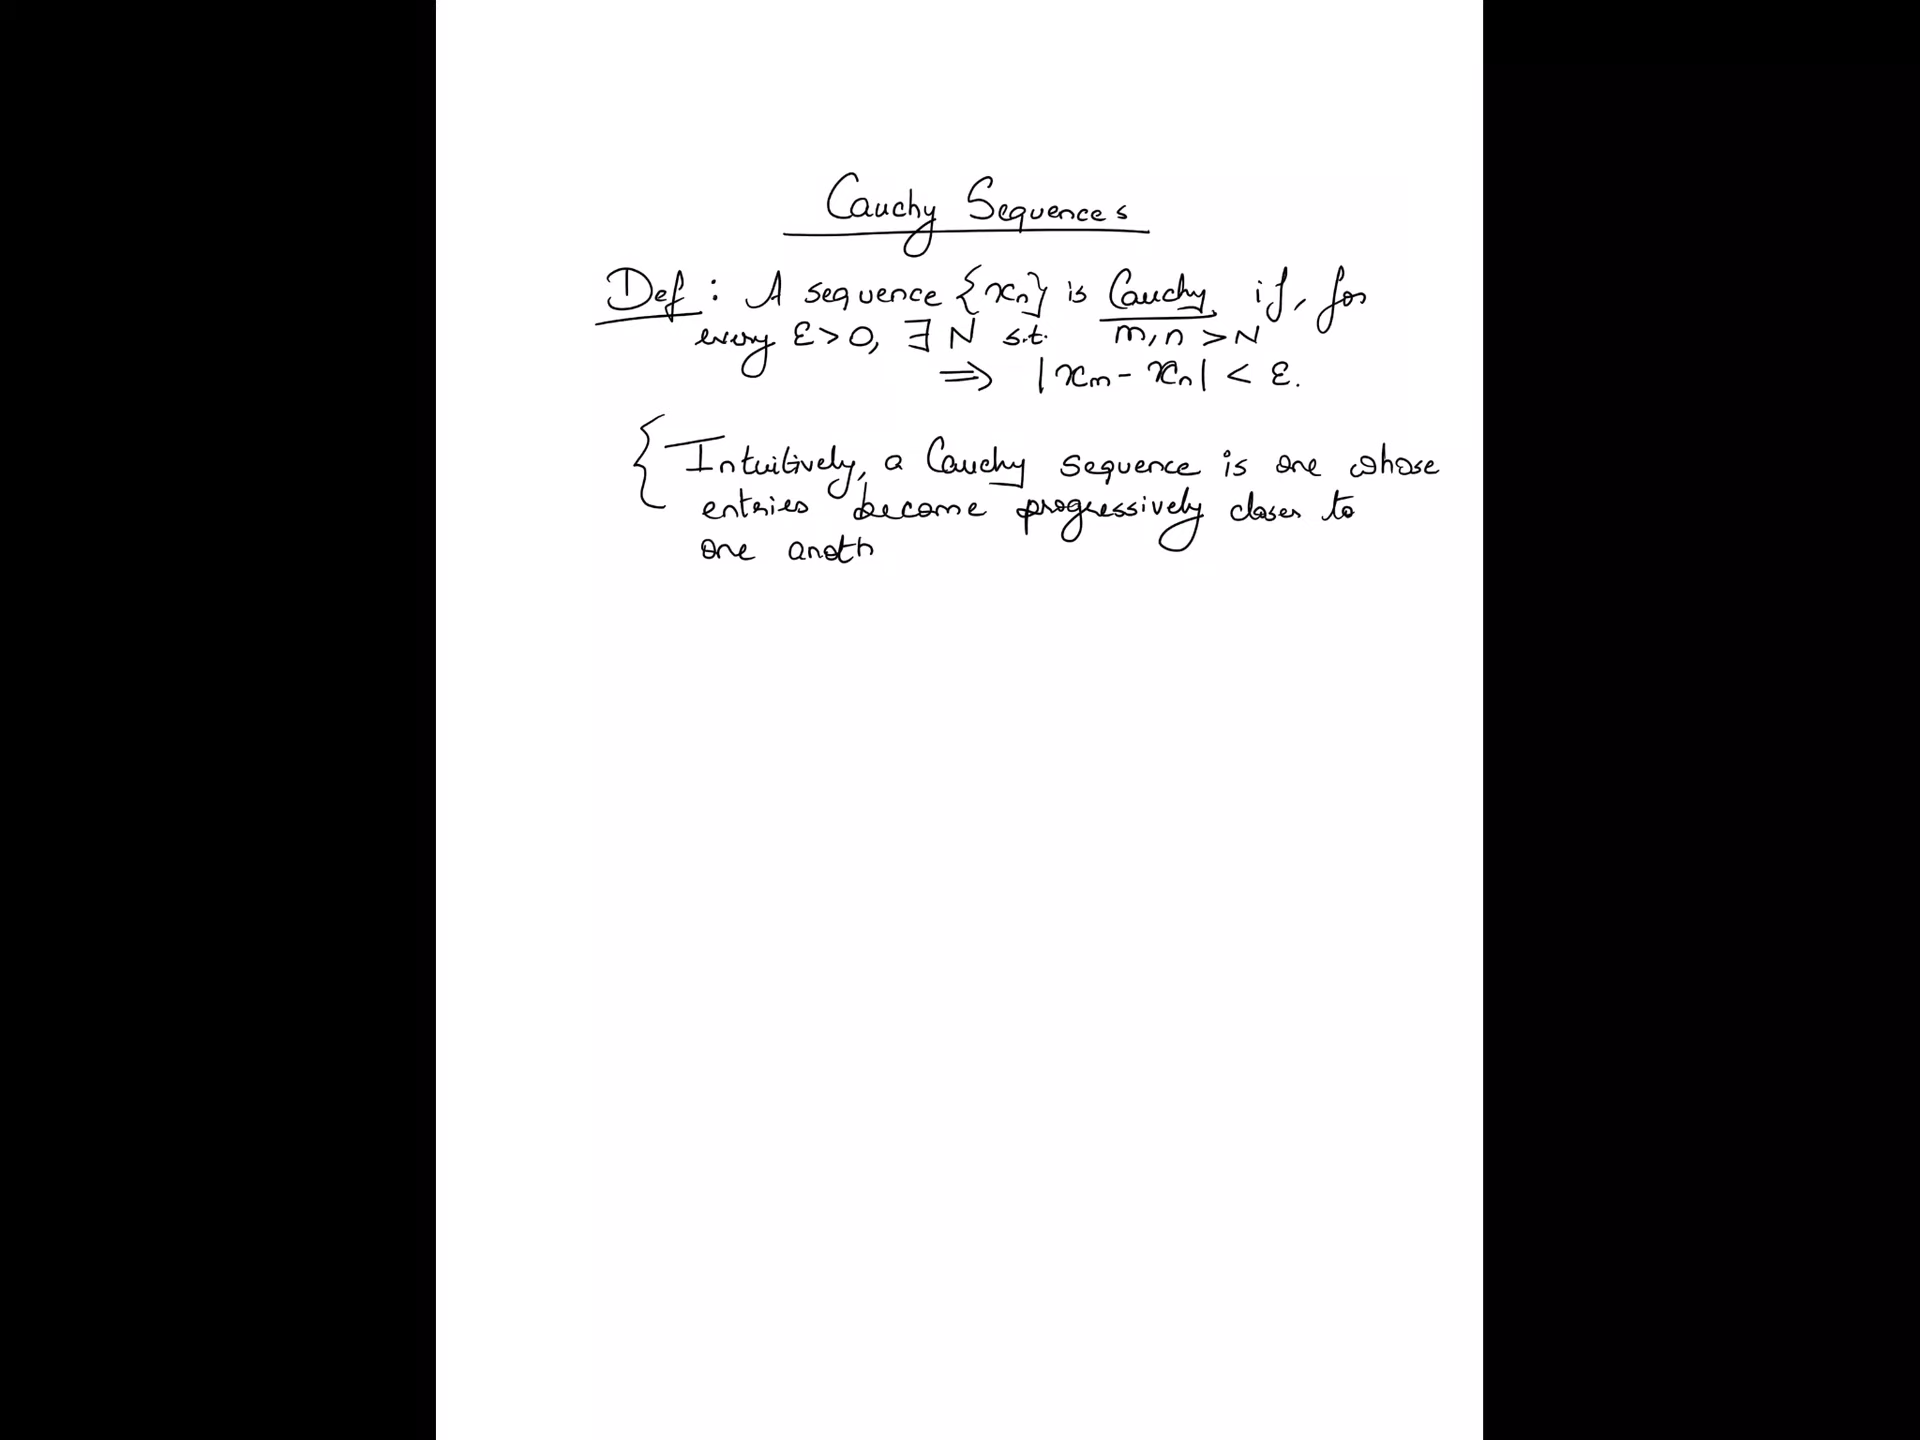 Cauchy Sequences
Def : A sequence {xn} is Cauchy if, for
every ε>0, ∃ N s.t. m,n >N
⟹ |xm - xn| < ε.
{ Intuitively, a Cauchy sequence is one whose
entries become progressively closer to
one anoth